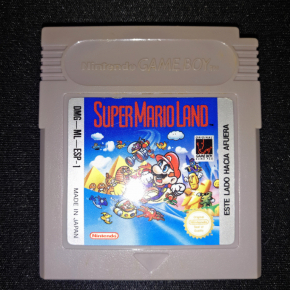 Nintendo GAME BOY
SUPER MARIO LAND
DMG-ML-ESP-1
MADE IN JAPAN
ESTE LADO HACIA AFUERA
Nintendo